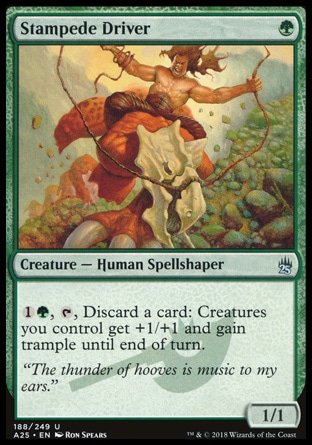 Stampede Driver
Creature — Human Spellshaper
1, Discard a card: Creatures
you control get +1/+1 and gain
trample until end of turn.
"The thunder of hooves is music to my
ears."
188/249 U
A25 • EN Ron Spears
™ & © 2018 Wizards of the Coast
1/1
25